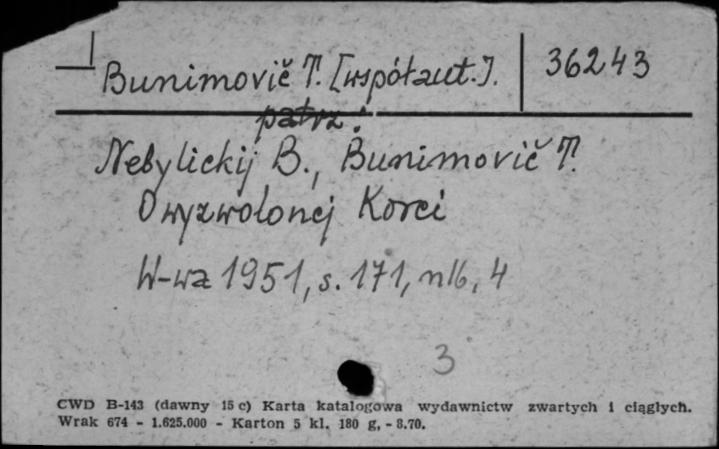 Bunimovič T. [współaut.]. 36243
patrz:
Nebylickij B., Bunimovič T.
O wyzwolonej Korei
W-wa 1951, s. 171, nlb, 4
3
CWD B-143 (dawny 15 c) Karta katalogowa wydawnictw zwartych i ciągłych.
Wrak 674 - 1.625.000 - Karton 5 kl. 180 g, - 8.70.